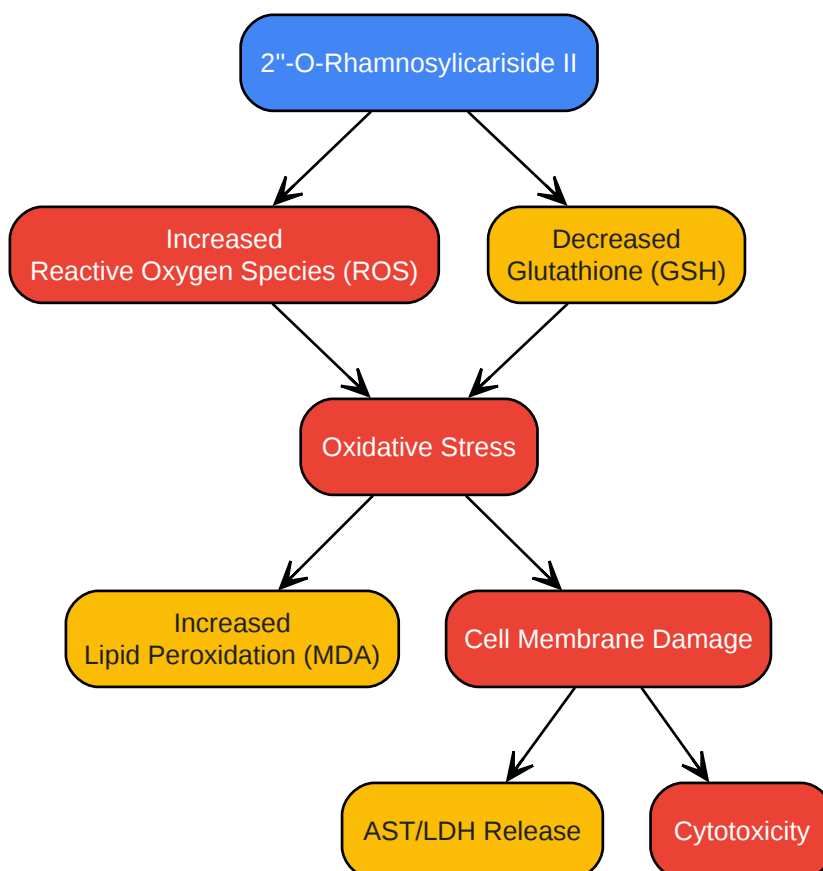 2"-O-Rhamnosylicariside II
Increased
Reactive Oxygen Species (ROS)
Decreased
Glutathione (GSH)
Oxidative Stress
Increased
Lipid Peroxidation (MDA)
Cell Membrane Damage
AST/LDH Release
Cytotoxicity